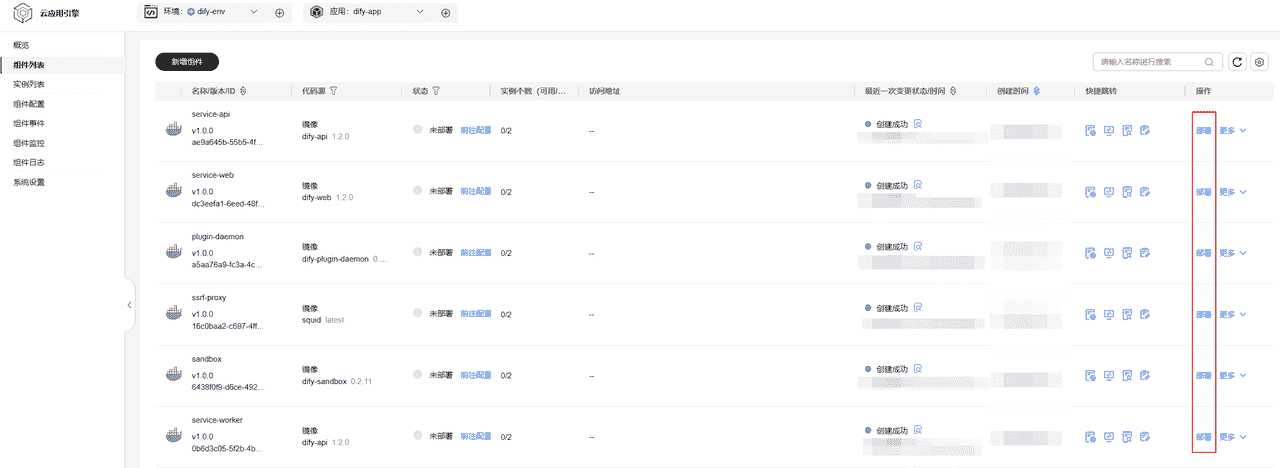 云应用引擎
环境: dify-env
应用: dify-app
概览
组件列表
实例列表
组件配置
组件事件
组件监控
组件日志
系统设置
新增组件
请输入名称进行搜索
名称/版本/ID 代码源 状态 实例个数（可用/... 访问地址 最近一次变更状态/时间 创建时间 快捷跳转 操作
service-api
v1.0.0
ae9a645b-55b5-4f...
镜像
dify-api 1.2.0
未部署 前往配置 0/2 -- 创建成功 部署 更多
service-web
v1.0.0
dc3eefa1-6eed-48f...
镜像
dify-web 1.2.0
未部署 前往配置 0/2 -- 创建成功 部署 更多
plugin-daemon
v1.0.0
a5aa76a9-fc3a-4c...
镜像
dify-plugin-daemon 0....
未部署 前往配置 0/2 -- 创建成功 部署 更多
ssrf-proxy
v1.0.0
16c0baa2-c697-4ff...
镜像
squid latest
未部署 前往配置 0/2 -- 创建成功 部署 更多
sandbox
v1.0.0
6438f0f9-d6ce-492...
镜像
dify-sandbox 0.2.11
未部署 前往配置 0/2 -- 创建成功 部署 更多
service-worker
v1.0.0
0b6d3c05-5f2b-4b...
镜像
dify-api 1.2.0
未部署 前往配置 0/2 -- 创建成功 部署 更多